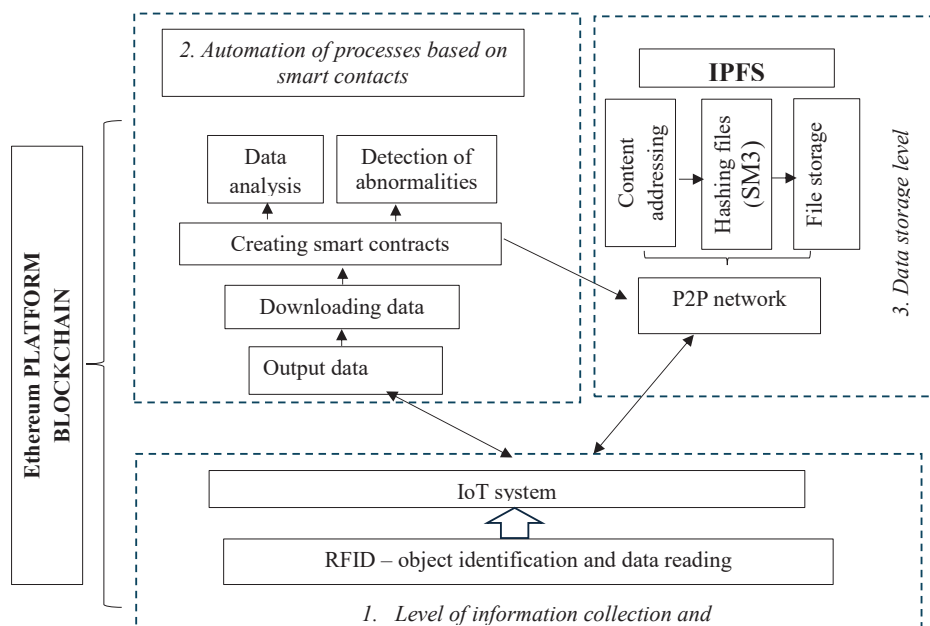 Ethereum PLATFORM
BLOCKCHAIN
2. Automation of processes based on
smart contacts
Data
analysis
Detection of
abnormalities
Creating smart contracts
Downloading data
Output data
IPFS
Content
addressing
Hashing files
(SM3)
File storage
P2P network
3. Data storage level
IoT system
RFID – object identification and data reading
1. Level of information collection and